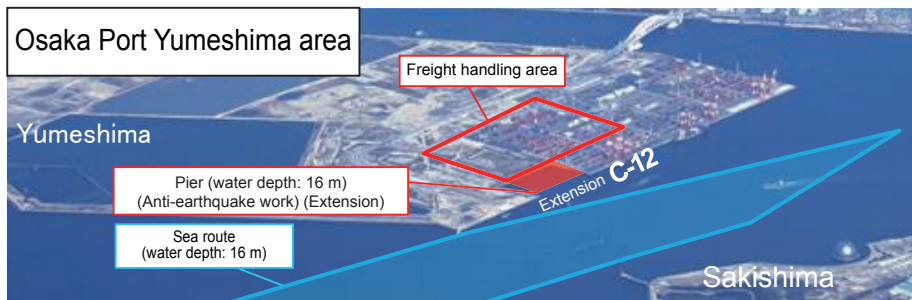 Osaka Port Yumeshima area
Freight handling area
Yumeshima
Pier (water depth: 16 m)
(Anti-earthquake work) (Extension)
Extension C-12
Sea route
(water depth: 16 m)
Sakishima